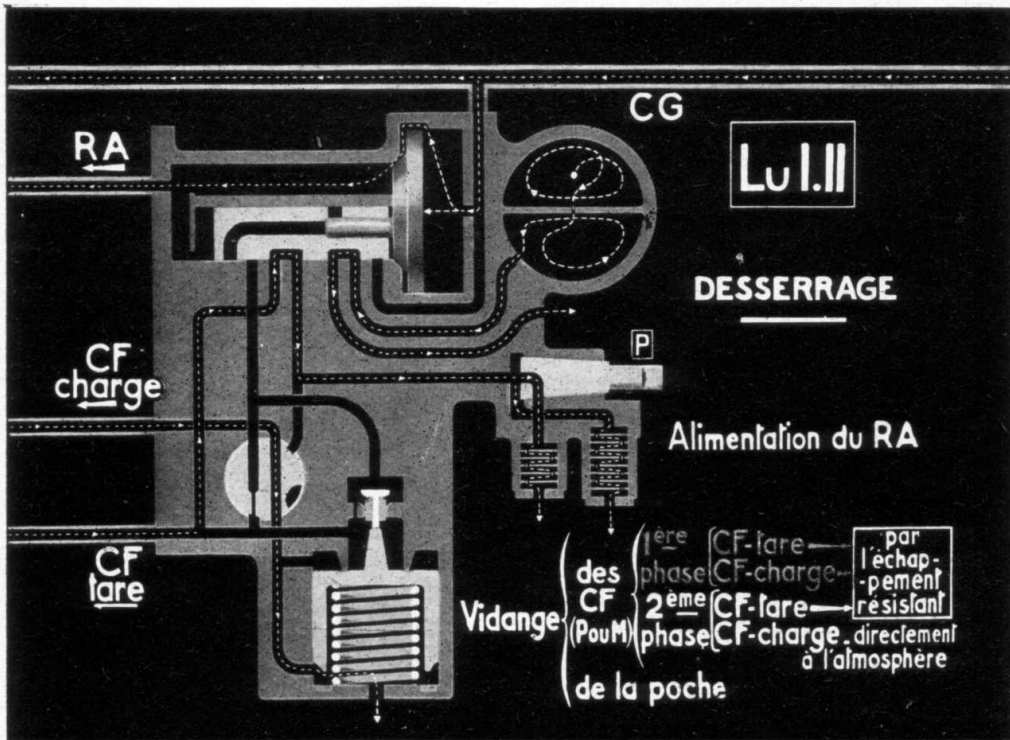 CG
RA
Lu I.II
DESSERRAGE
CF
charge
P
Alimentation du RA
CF
tare
Vidange
des
CF
(PouM)
1ère
phase
CF-tare
CF-charge
par
l'échap-
-pement
résistant
2ème
phase
CF-tare
CF-charge directement
à l'atmosphère
de la poche